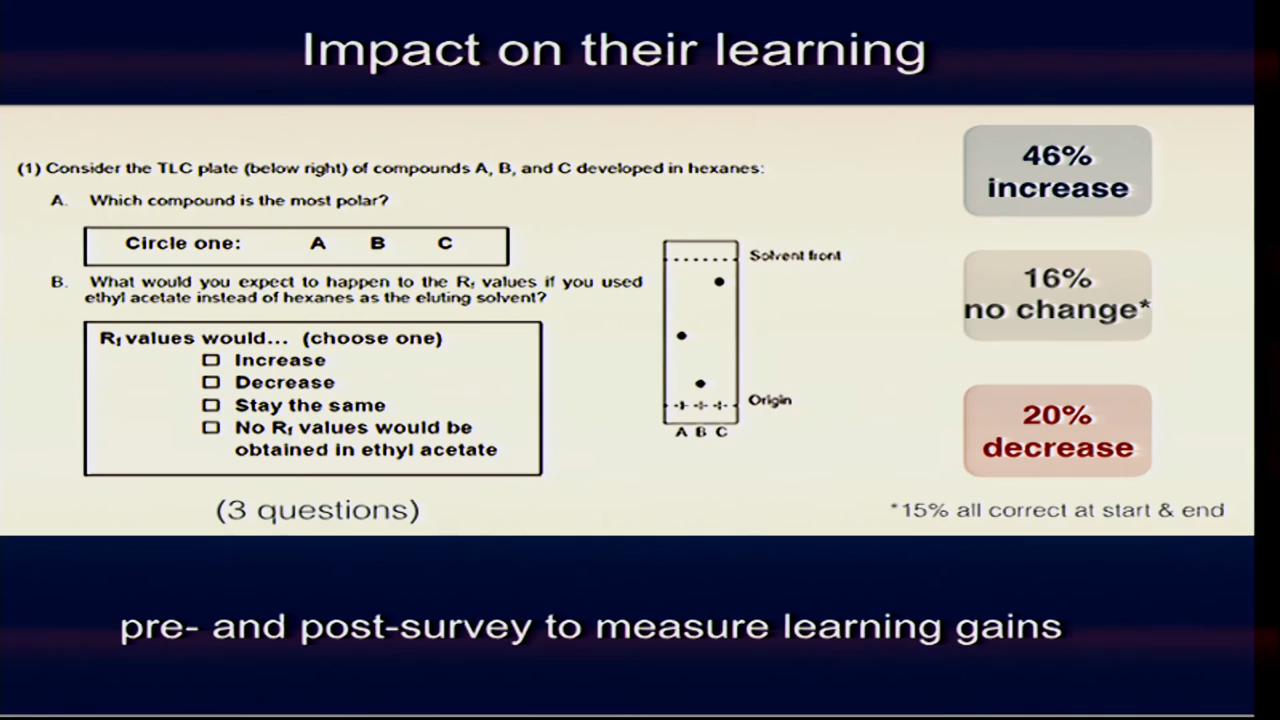 Impact on their learning
(1) Consider the TLC plate (below right) of compounds A, B, and C developed in hexanes:
A. Which compound is the most polar?
Circle one: A B C
B. What would you expect to happen to the Rf values if you used
ethyl acetate instead of hexanes as the eluting solvent?
Rf values would... (choose one)
Increase
Decrease
Stay the same
No Rf values would be
obtained in ethyl acetate
(3 questions)
Solvent front
Origin
A B C
46%
increase
16%
no change*
20%
decrease
*15% all correct at start & end
pre- and post-survey to measure learning gains